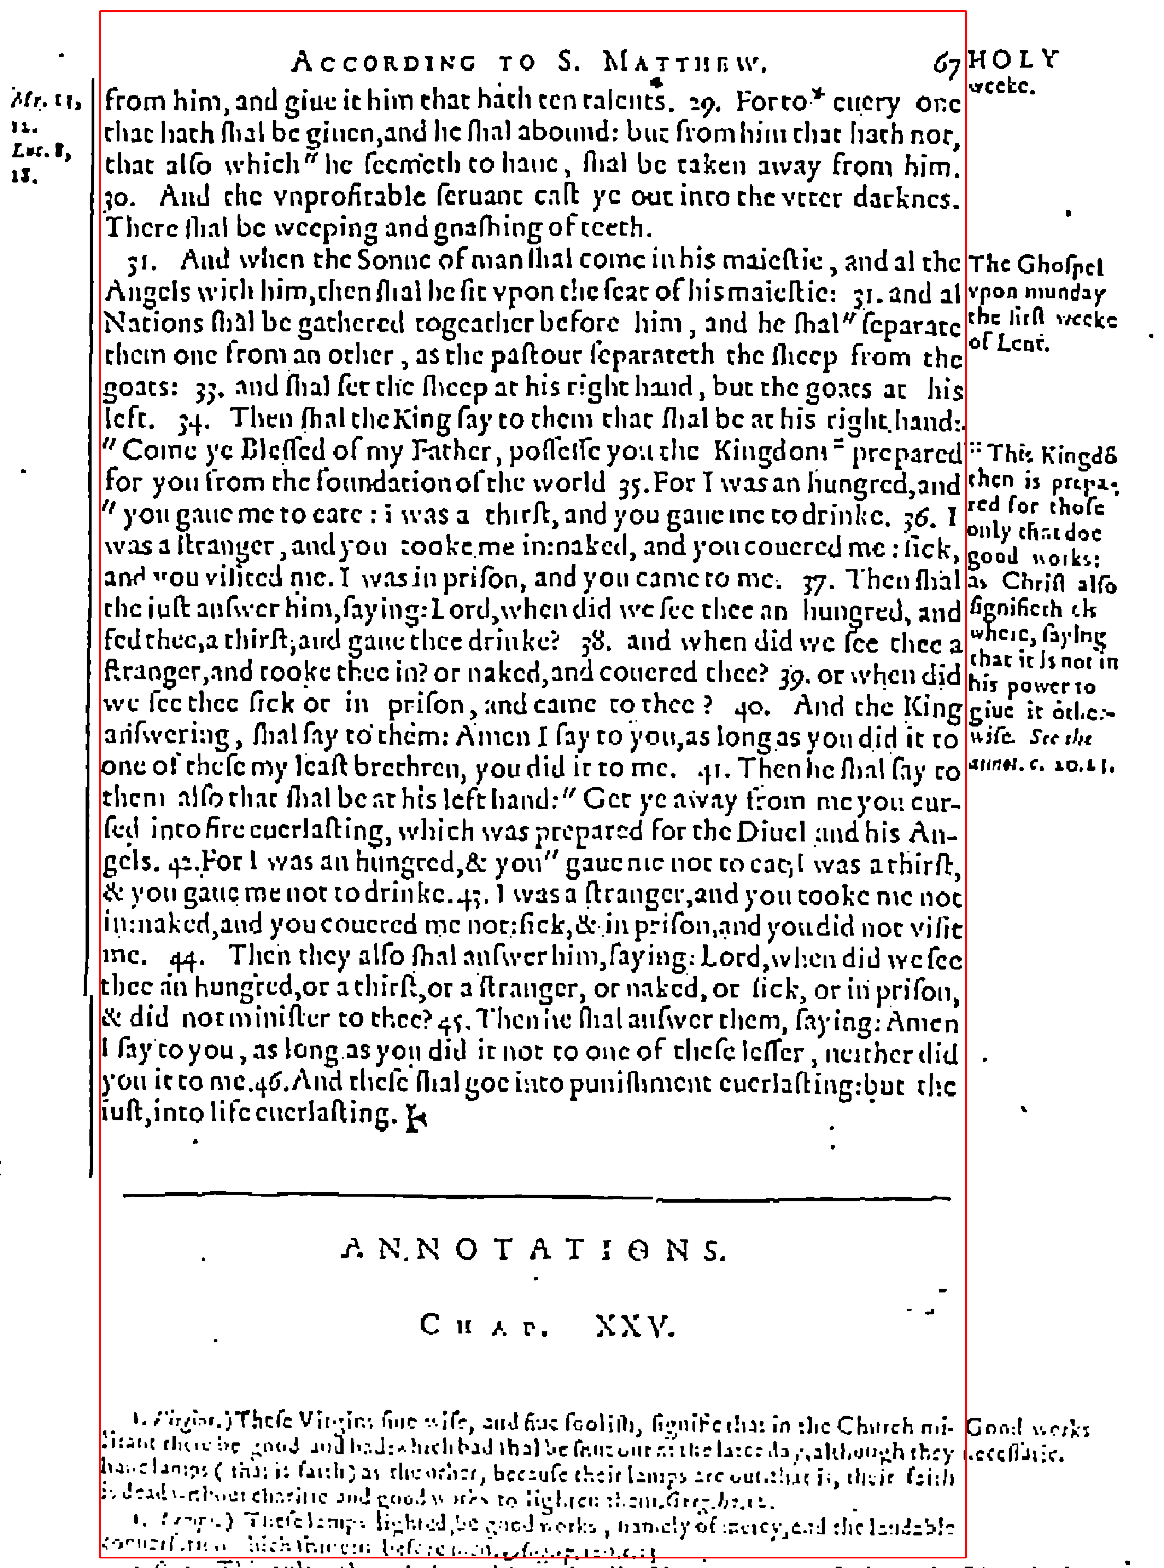 ACCORDING TO S. MATTHEW. 67
HOLY
weeke.
Mr. 11,
12.
Luc. 8,
18.
from him, and giue it him that hath ten talents. 29. For to * euery one
that hath ſhal be giuen, and he ſhal abound: but from him that hath not,
that alſo which " he ſeemeth to haue, ſhal be taken away from him.
30. And the vnprofitable ſeruant caſt ye out into the vtter darknes.
There ſhal be weeping and gnaſhing of teeth.
31. And when the Sonne of man ſhal come in his maieſtie, and al the
Angels with him, then ſhal he ſit vpon the ſeat of his maieſtie: 31. and al
Nations ſhal be gathered togeather before him, and he ſhal " ſeparate
them one from an other, as the paſtour ſeparateth the ſheep from the
goats: 33. and ſhal ſet the ſheep at his right hand, but the goats at his
left. 34. Then ſhal the King ſay to them that ſhal be at his right hand:
" Come ye Bleſſed of my Father, poſſeſſe you the Kingdom :: prepared
for you from the foundation of the world 35. For I was an hungred, and
" you gaue me to eate: i was a thirſt, and you gaue me to drinke. 36. I
was a ſtranger, and you tooke me in: naked, and you couered me: ſick,
and you viſited me. I was in priſon, and you came to me. 37. Then ſhal
the iuſt anſwer him, ſaying: Lord, when did we ſee thee an hungred, and
fed thee, a thirſt, and gaue thee drinke? 38. and when did we ſee thee a
ſtranger, and tooke thee in? or naked, and couered thee? 39. or when did
we ſee thee ſick or in priſon, and came to thee? 40. And the King
anſwering, ſhal ſay to them: Amen I ſay to you, as long as you did it to
one of theſe my leaſt brethren, you did it to me. 41. Then he ſhal ſay to
them alſo that ſhal be at his left hand: " Get ye away from me you cur-
ſed into fire euerlaſting, which was prepared for the Diuel and his An-
gels. 42. For I was an hungred, & you " gaue me not to eat; I was a thirſt,
& you gaue me not to drinke. 43. I was a ſtranger, and you tooke me not
in: naked, and you couered me not: ſick, & in priſon, and you did not viſit
me. 44. Then they alſo ſhal anſwer him, ſaying: Lord, when did we ſee
thee an hungred, or a thirſt, or a ſtranger, or naked, or ſick, or in priſon,
& did not miniſter to thee? 45. Then he ſhal anſwer them, ſaying: Amen
I ſay to you, as long as you did it not to one of theſe leſſer, neither did
you it to me. 46. And theſe ſhal goe into puniſhment euerlaſting: but the
iuſt, into life euerlaſting.
The Ghoſpel
vpon munday
the firſt weeke
of Lent.
:: This Kingdõ
then is prepa-
red for thoſe
only that doe
good works:
as Chriſt alſo
ſignifieth els
where, ſaying
that it is not in
his power to
giue it other-
wiſe. See the
annot. c. 20. 23.
ANNOTATIONS.
CHAP. XXV.
1. Virgins.) Theſe Virgins fiue wiſe, and fiue fooliſh, ſignifie that in the Church mi-
litant there be good and bad: which bad ſhal be ſhut out at the later day, although they
haue lamps (that is faith) as the other, becauſe their lamps are out, that is, their faith
is dead without charitie and good works to lighten them. Greg. ho. 12.
1. Lamps.) Theſe lamps lighted, be good works, namely of mercy, and the laudable
Good works
neceſſarie.